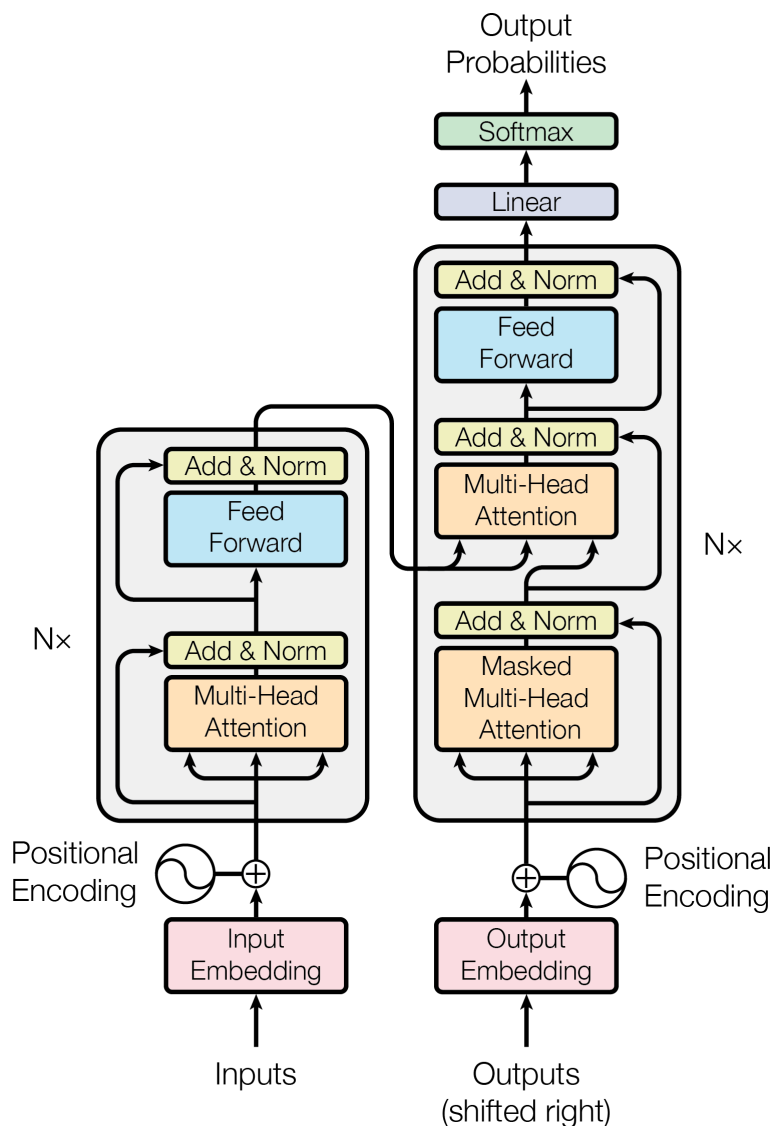 Output
Probabilities
Softmax
Linear
Add & Norm
Feed
Forward
Add & Norm
Multi-Head
Attention
Nx
Add & Norm
Masked
Multi-Head
Attention
Positional
Encoding
Output
Embedding
Outputs
(shifted right)
Add & Norm
Feed
Forward
Nx
Add & Norm
Multi-Head
Attention
Positional
Encoding
Input
Embedding
Inputs